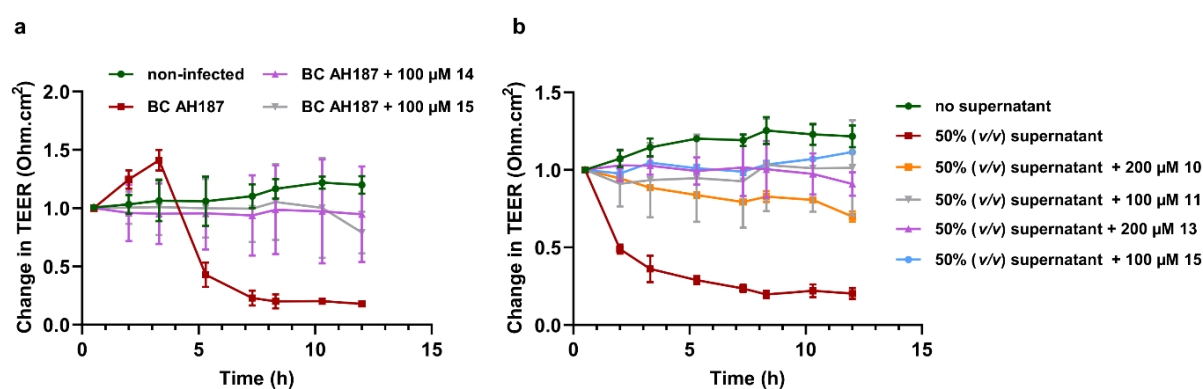 a
non-infected
BC AH187
BC AH187 + 100 µM 14
BC AH187 + 100 µM 15
Change in TEER (Ohm.cm²)
2.0
1.5
1.0
0.5
0.0
0
5
10
15
Time (h)
b
Change in TEER (Ohm.cm²)
1.5
1.0
0.5
0.0
0
5
10
15
Time (h)
no supernatant
50% (v/v) supernatant
50% (v/v) supernatant + 200 µM 10
50% (v/v) supernatant + 100 µM 11
50% (v/v) supernatant + 200 µM 13
50% (v/v) supernatant + 100 µM 15